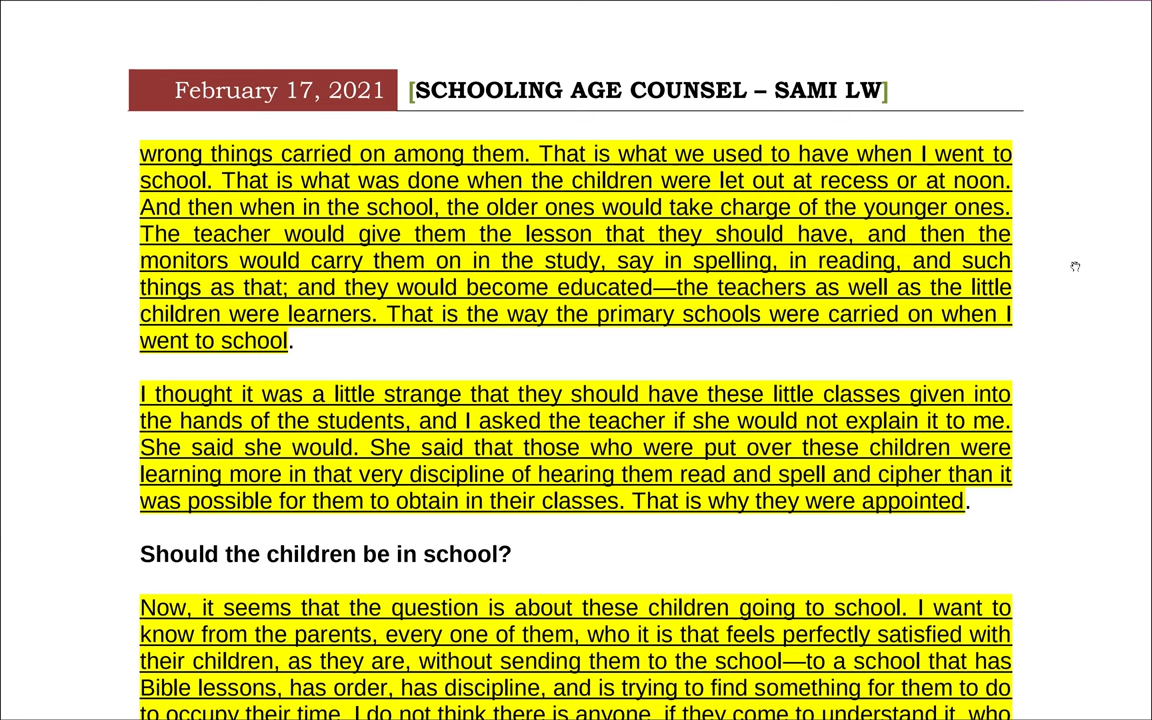 February 17, 2021 [SCHOOLING AGE COUNSEL – SAMI LW]
wrong things carried on among them. That is what we used to have when I went to
school. That is what was done when the children were let out at recess or at noon.
And then when in the school, the older ones would take charge of the younger ones.
The teacher would give them the lesson that they should have, and then the
monitors would carry them on in the study, say in spelling, in reading, and such
things as that; and they would become educated—the teachers as well as the little
children were learners. That is the way the primary schools were carried on when I
went to school.
I thought it was a little strange that they should have these little classes given into
the hands of the students, and I asked the teacher if she would not explain it to me.
She said she would. She said that those who were put over these children were
learning more in that very discipline of hearing them read and spell and cipher than it
was possible for them to obtain in their classes. That is why they were appointed.
Should the children be in school?
Now, it seems that the question is about these children going to school. I want to
know from the parents, every one of them, who it is that feels perfectly satisfied with
their children, as they are, without sending them to the school—to a school that has
Bible lessons, has order, has discipline, and is trying to find something for them to do
to occupy their time. I do not think there is anyone, if they come to understand it, who